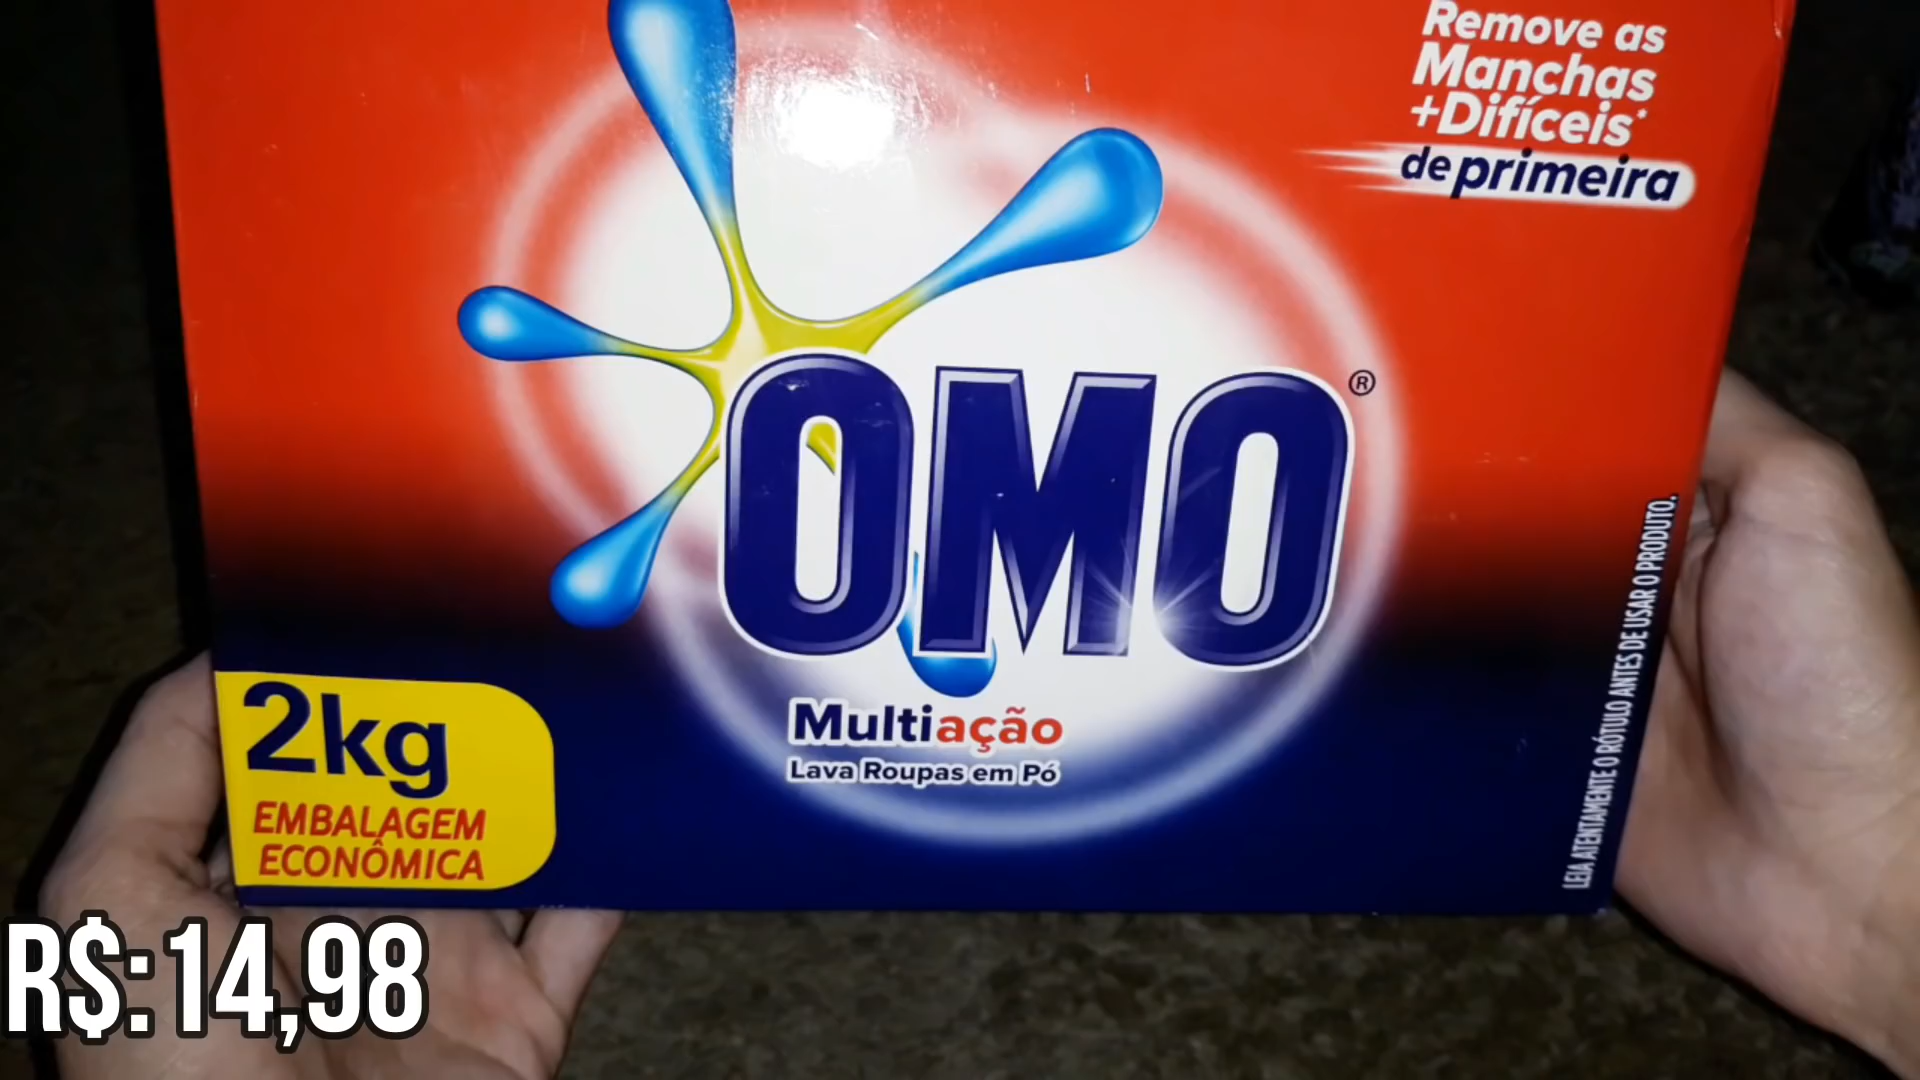 Remove as
Manchas
+Difíceis*
de primeira
OMO®
Multiação
Lava Roupas em Pó
2kg
EMBALAGEM
ECONÔMICA
LEIA ATENTAMENTE O RÓTULO ANTES DE USAR O PRODUTO.
R$:14,98